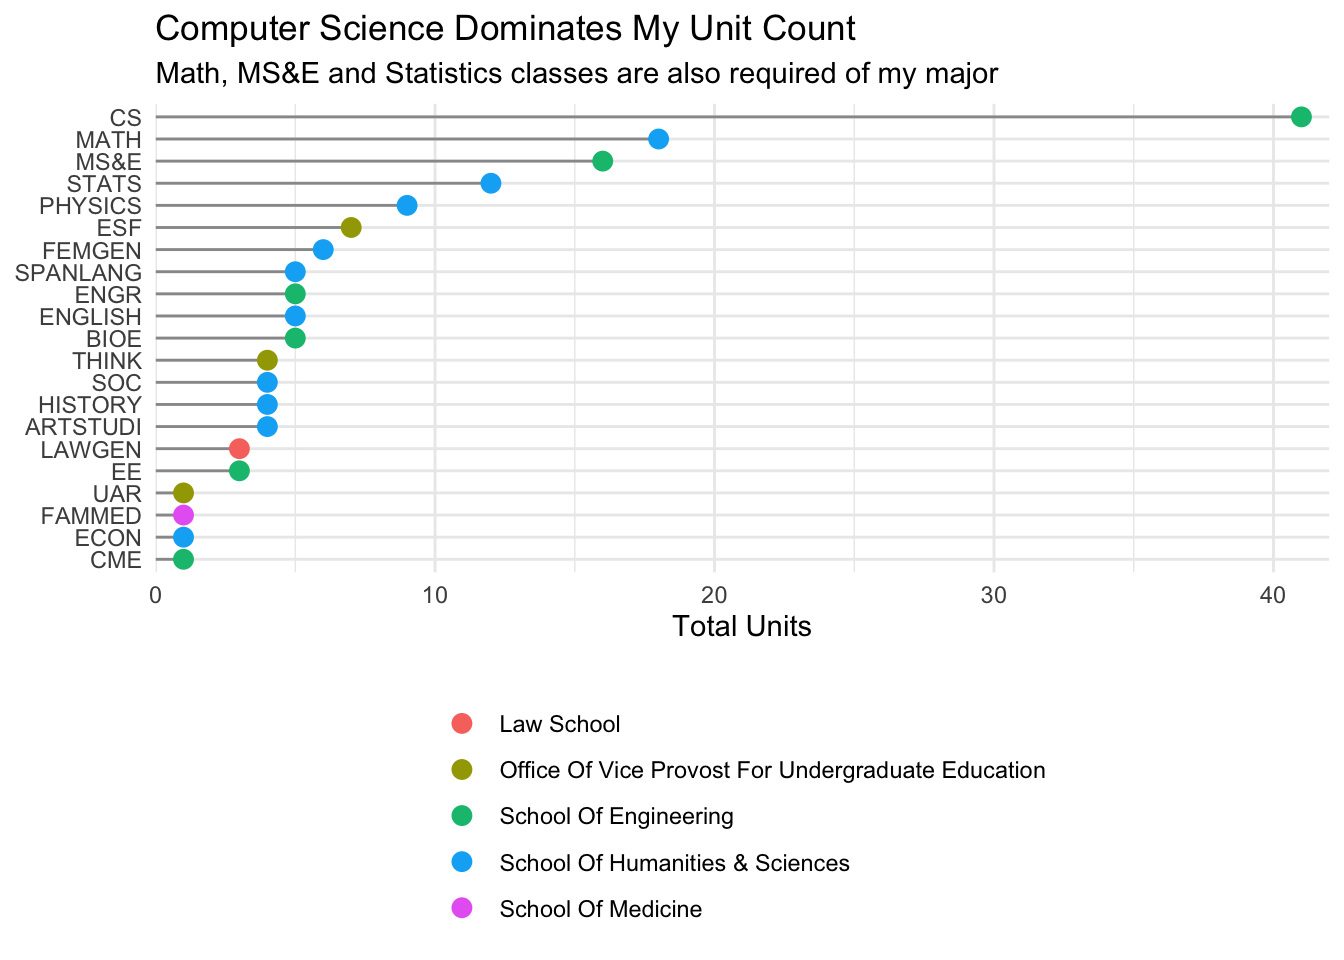 Computer Science Dominates My Unit Count
Math, MS&E and Statistics classes are also required of my major
CS
MATH
MS&E
STATS
PHYSICS
ESF
FEMGEN
SPANLANG
ENGR
ENGLISH
BIOE
THINK
SOC
HISTORY
ARTSTUDI
LAWGEN
EE
UAR
FAMMED
ECON
CME
0 10 20 30 40
Total Units
Law School
Office Of Vice Provost For Undergraduate Education
School Of Engineering
School Of Humanities & Sciences
School Of Medicine